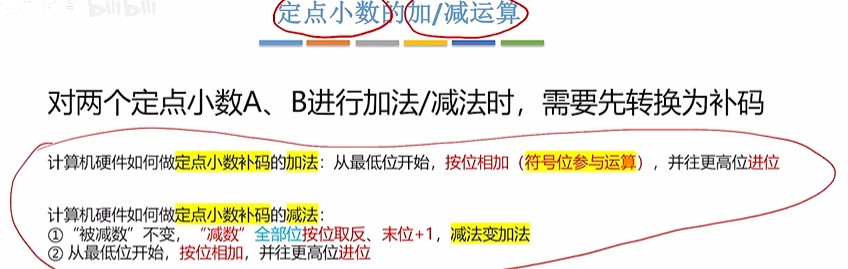 bilibili
定点小数的加/减运算
对两个定点小数A、B进行加法/减法时，需要先转换为补码
计算机硬件如何做定点小数补码的加法：从最低位开始，按位相加（符号位参与运算），并往更高位进位
计算机硬件如何做定点小数补码的减法：
①“被减数”不变，“减数”全部位按位取反、末位+1，减法变加法
②从最低位开始，按位相加，并往更高位进位